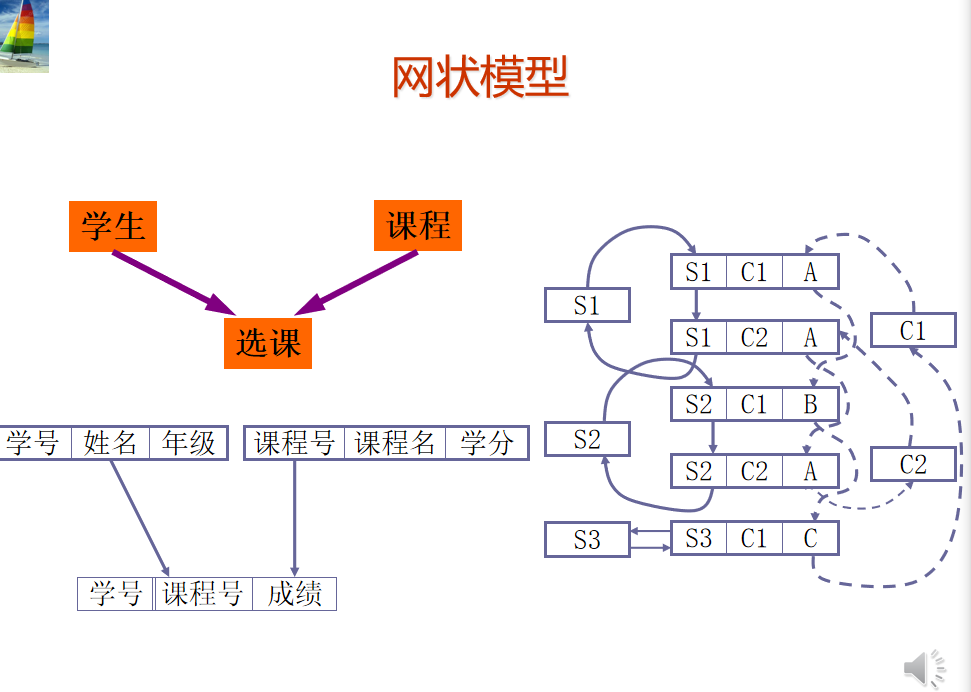 网状模型
学生
课程
选课
学号 姓名 年级
课程号 课程名 学分
学号 课程号 成绩
S1
S2
S3
S1 C1 A
S1 C2 A
S2 C1 B
S2 C2 A
S3 C1 C
C1
C2